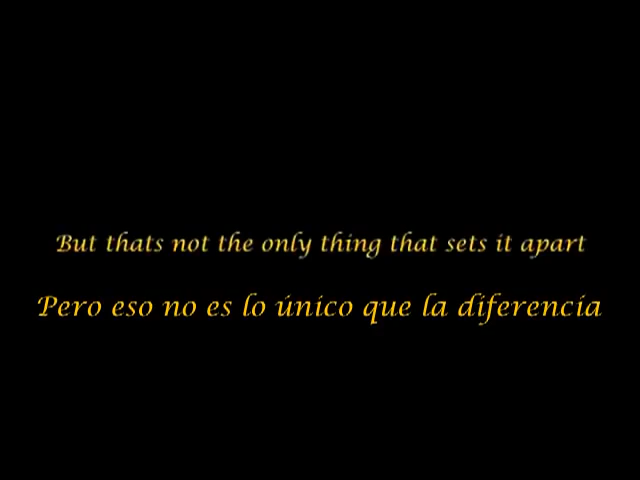 But thats not the only thing that sets it apart
Pero eso no es lo único que la diferencia